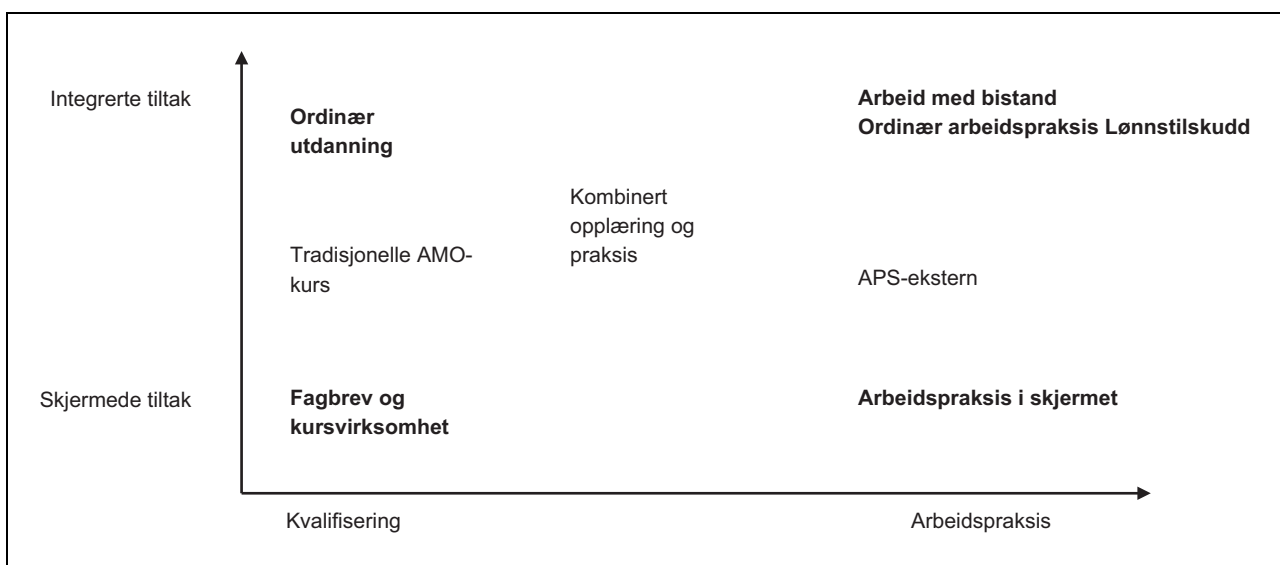 Integrerte tiltak
Ordinær
utdanning
Arbeid med bistand
Ordinær arbeidspraksis Lønnstilskudd
Kombinert
opplæring og
praksis
Tradisjonelle AMO-
kurs
APS-ekstern
Skjermede tiltak
Fagbrev og
kursvirksomhet
Arbeidspraksis i skjermet
Kvalifisering
Arbeidspraksis